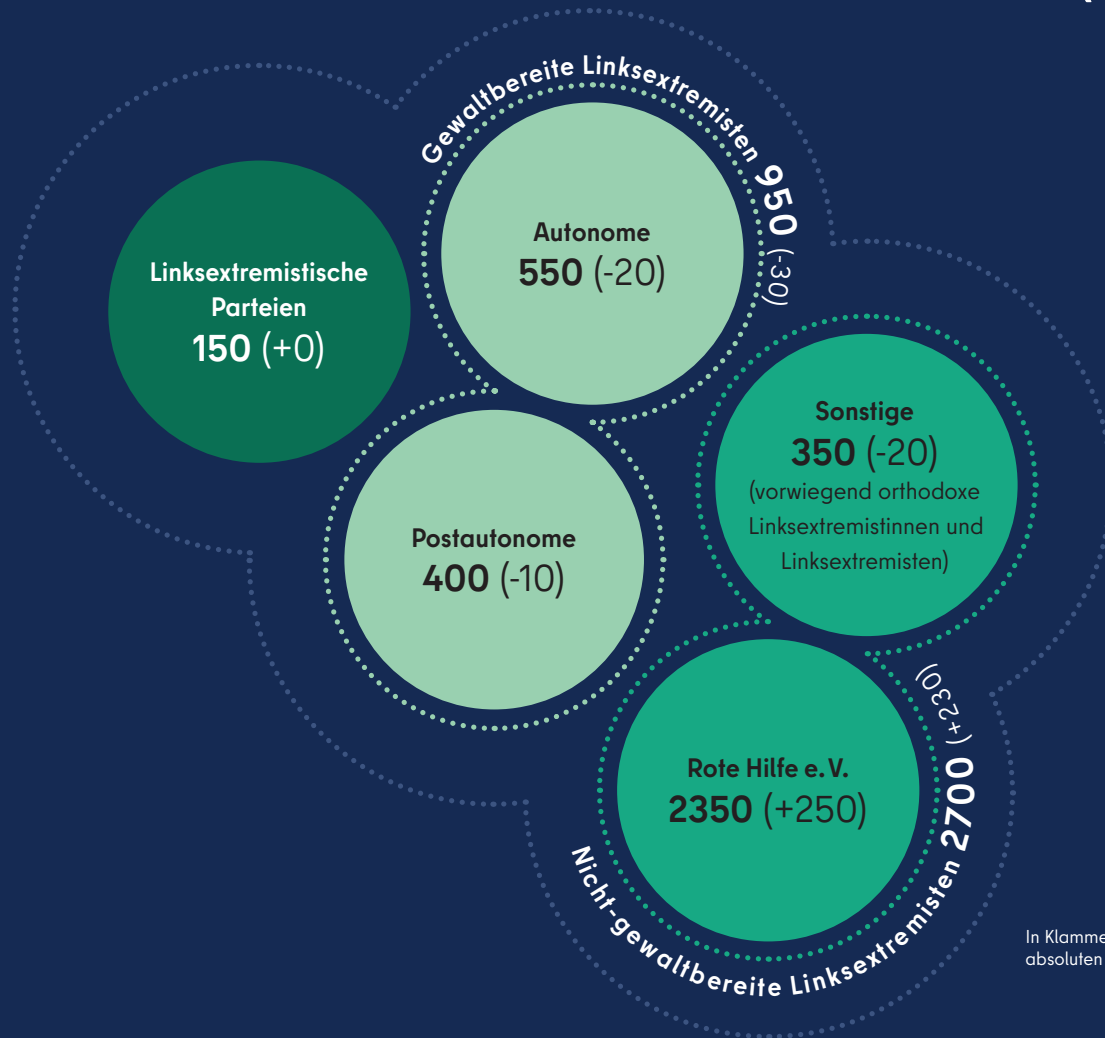 Gewaltbereite Linksextremisten 950 (-30)
Autonome
550 (-20)
Linksextremistische
Parteien
150 (+0)
Sonstige
350 (-20)
(vorwiegend orthodoxe
Linksextremistinnen und
Linksextremisten)
Postautonome
400 (-10)
Rote Hilfe e. V.
2350 (+250)
Nicht-gewaltbereite Linksextremisten 2700 (+230)
In Klamme
absoluten